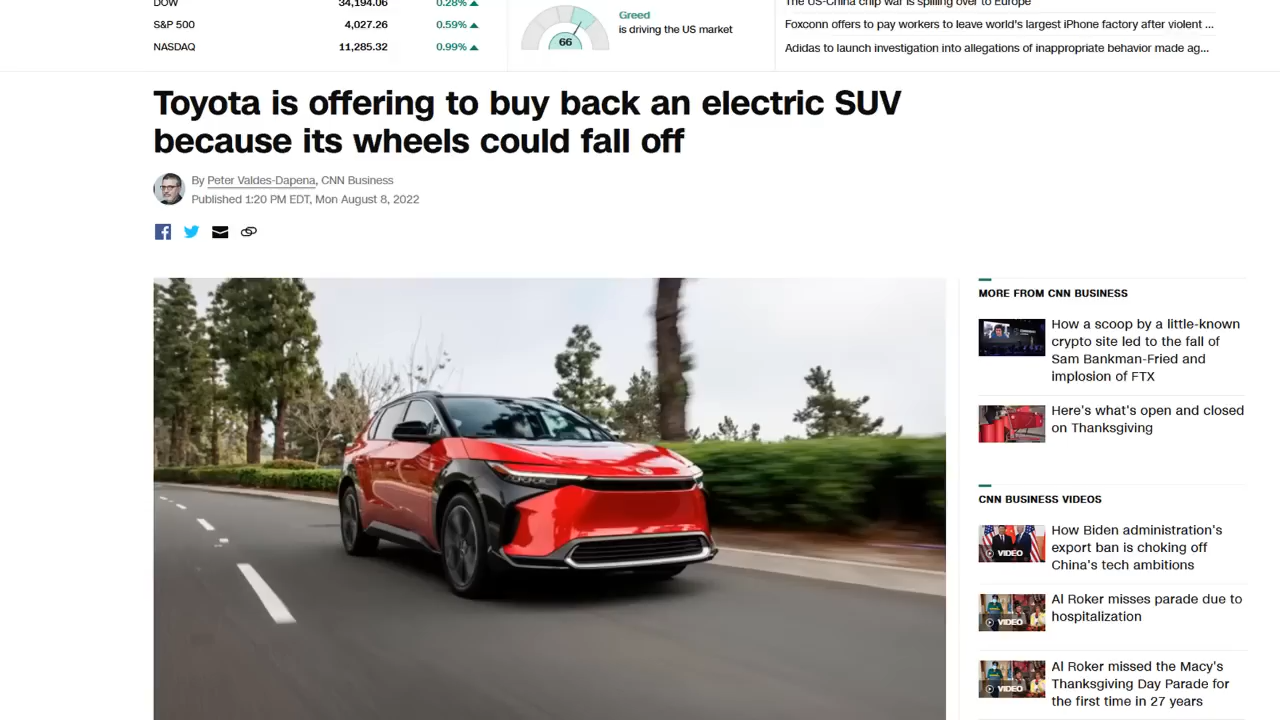 DOW 34,194.06 0.28%
The US-China chip war is spilling over to Europe
S&P 500 4,027.26 0.59%
Greed
is driving the US market
Foxconn offers to pay workers to leave world's largest iPhone factory after violent ...
NASDAQ 11,285.32 0.99%
66
Adidas to launch investigation into allegations of inappropriate behavior made ag...
Toyota is offering to buy back an electric SUV
because its wheels could fall off
By Peter Valdes-Dapena, CNN Business
Published 1:20 PM EDT, Mon August 8, 2022
MORE FROM CNN BUSINESS
How a scoop by a little-known
crypto site led to the fall of
Sam Bankman-Fried and
implosion of FTX
Here's what's open and closed
on Thanksgiving
CNN BUSINESS VIDEOS
How Biden administration's
export ban is choking off
China's tech ambitions
VIDEO
Al Roker misses parade due to
hospitalization
VIDEO
Al Roker missed the Macy's
Thanksgiving Day Parade for
the first time in 27 years
VIDEO